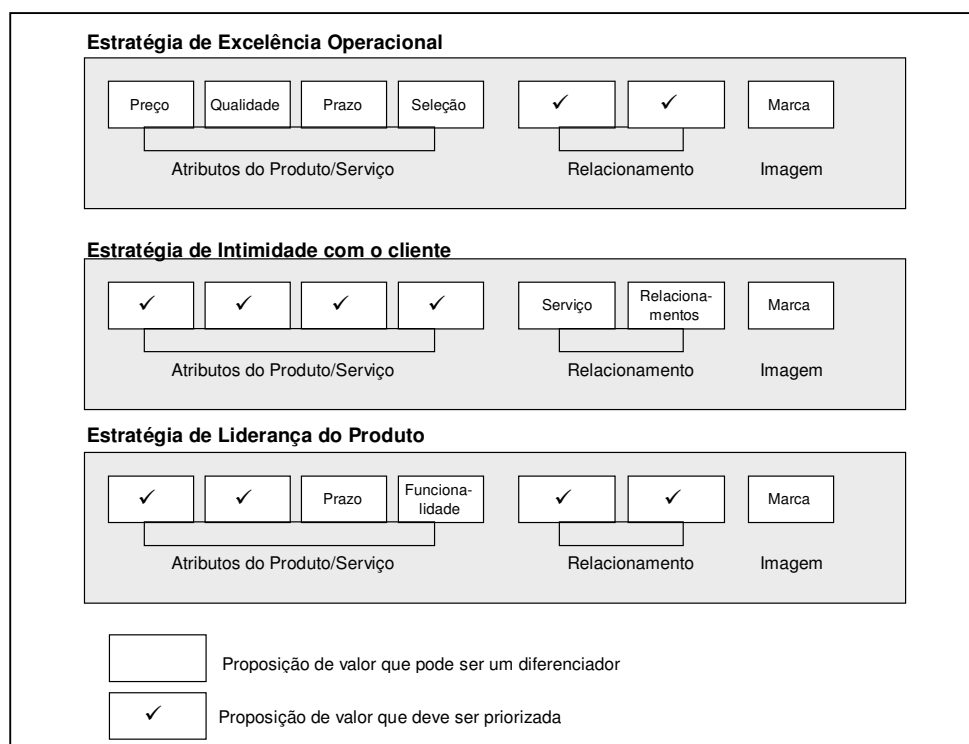 Estratégia de Excelência Operacional
Preço Qualidade Prazo Seleção ✓ ✓ Marca
Atributos do Produto/Serviço Relacionamento Imagem
Estratégia de Intimidade com o cliente
✓ ✓ ✓ ✓ Serviço Relaciona-
mentos Marca
Atributos do Produto/Serviço Relacionamento Imagem
Estratégia de Liderança do Produto
✓ ✓ Prazo Funciona-
lidade ✓ ✓ Marca
Atributos do Produto/Serviço Relacionamento Imagem
Proposição de valor que pode ser um diferenciador
✓ Proposição de valor que deve ser priorizada